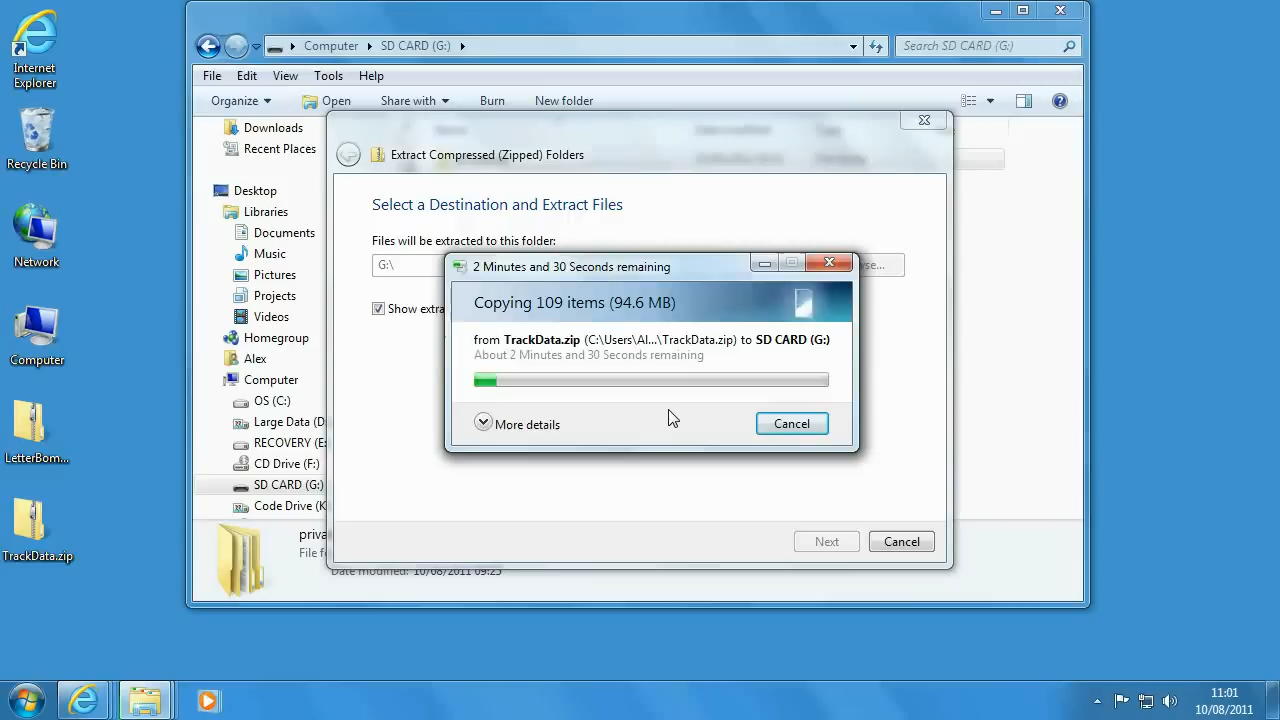 Internet
Explorer
Recycle Bin
Network
Computer
LetterBom...
TrackData.zip
Computer
SD CARD (G:)
Search SD CARD (G:)
File Edit View Tools Help
Organize Open Share with Burn New folder
Downloads
Recent Places
Desktop
Libraries
Documents
Music
Pictures
Projects
Videos
Homegroup
Alex
Computer
OS (C:)
Large Data (D
RECOVERY (E:
CD Drive (F:)
SD CARD (G:)
Code Drive (K
Extract Compressed (Zipped) Folders
Select a Destination and Extract Files
Files will be extracted to this folder:
G:\
Show extra
2 Minutes and 30 Seconds remaining
Copying 109 items (94.6 MB)
from TrackData.zip (C:\Users\Al...\TrackData.zip) to SD CARD (G:)
About 2 Minutes and 30 Seconds remaining
More details
Cancel
Next
Cancel
priva
File f
Date modified: 10/08/2011 09:25
11:01
10/08/2011